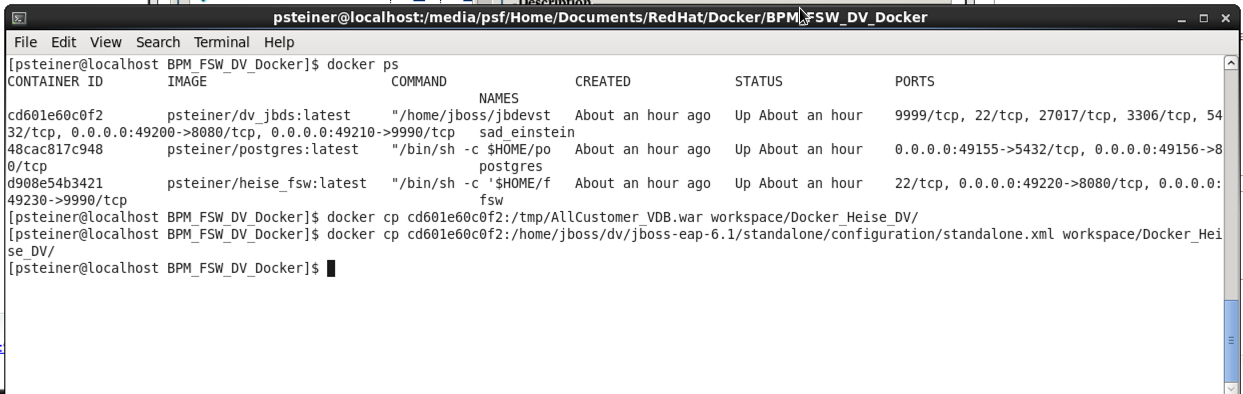 psteiner@localhost:/media/psf/Home/Documents/RedHat/Docker/BPM_FSW_DV_Docker
File Edit View Search Terminal Help
[psteiner@localhost BPM_FSW_DV_Docker]$ docker ps
CONTAINER ID        IMAGE                       COMMAND                CREATED             STATUS              PORTS
NAMES
cd601e60c0f2        psteiner/dv_jbds:latest     "/home/jboss/jbdevst   About an hour ago   Up About an hour    9999/tcp, 22/tcp, 27017/tcp, 3306/tcp, 54
32/tcp, 0.0.0.0:49200->8080/tcp, 0.0.0.0:49210->9990/tcp   sad_einstein
48cac817c948        psteiner/postgres:latest    "/bin/sh -c $HOME/po   About an hour ago   Up About an hour    0.0.0.0:49155->5432/tcp, 0.0.0.0:49156->8
0/tcp                                                      postgres
d908e54b3421        psteiner/heise_fsw:latest   "/bin/sh -c '$HOME/f   About an hour ago   Up About an hour    22/tcp, 0.0.0.0:49220->8080/tcp, 0.0.0.0:
49230->9990/tcp                                            fsw
[psteiner@localhost BPM_FSW_DV_Docker]$ docker cp cd601e60c0f2:/tmp/AllCustomer_VDB.war workspace/Docker_Heise_DV/
[psteiner@localhost BPM_FSW_DV_Docker]$ docker cp cd601e60c0f2:/home/jboss/dv/jboss-eap-6.1/standalone/configuration/standalone.xml workspace/Docker_Hei
se_DV/
[psteiner@localhost BPM_FSW_DV_Docker]$